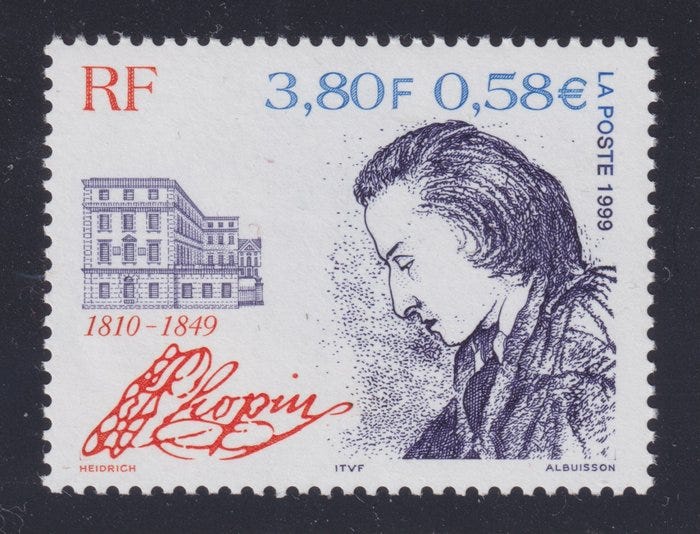 RF
3,80F 0,58€
LA POSTE 1999
1810-1849
Chopin
HEIDRICH
ITVF
ALBUISSON